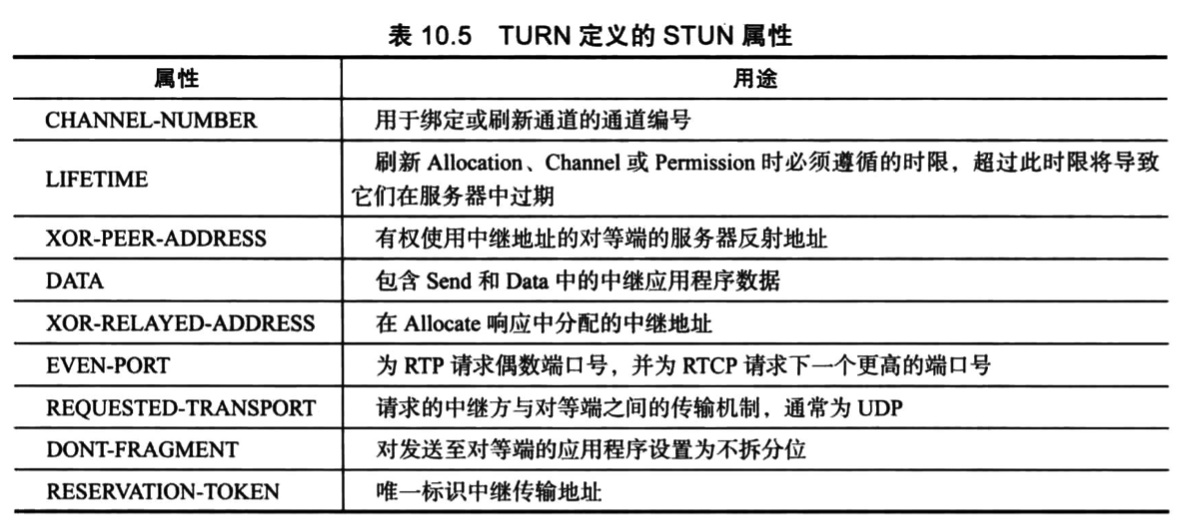 表 10.5 TURN 定义的 STUN 属性
属性 用途
CHANNEL-NUMBER 用于绑定或刷新通道的通道编号
LIFETIME 刷新 Allocation、Channel 或 Permission 时必须遵循的时限，超过此时限将导致
它们在服务器中过期
XOR-PEER-ADDRESS 有权使用中继地址的对等端的服务器反射地址
DATA 包含 Send 和 Data 中的中继应用程序数据
XOR-RELAYED-ADDRESS 在 Allocate 响应中分配的中继地址
EVEN-PORT 为 RTP 请求偶数端口号，并为 RTCP 请求下一个更高的端口号
REQUESTED-TRANSPORT 请求的中继方与对等端之间的传输机制，通常为 UDP
DONT-FRAGMENT 对发送至对等端的应用程序设置为不拆分位
RESERVATION-TOKEN 唯一标识中继传输地址